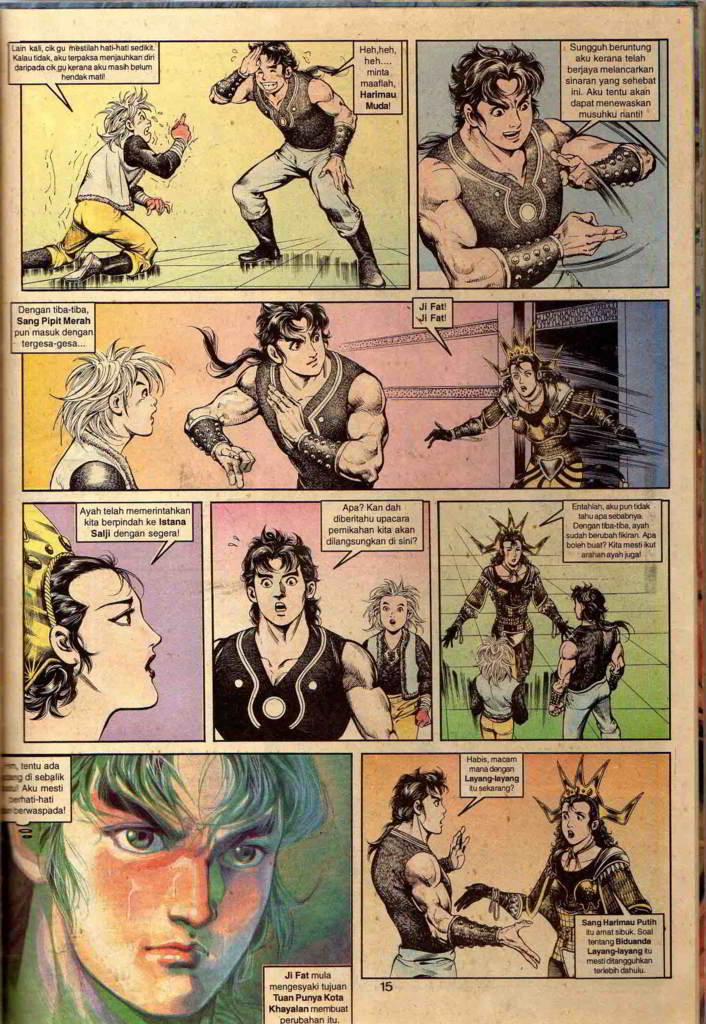 Lain kali, cik gu mestilah hati-hati sedikit.
Kalau tidak, aku terpaksa menjauhkan diri
daripada cik gu kerana aku masih belum
hendak mati!
Heh,heh,
heh....
minta
maaflah,
Harimau
Muda!
Sungguh beruntung
aku kerana telah
berjaya melancarkan
sinaran yang sehebat
ini. Aku tentu akan
dapat menewaskan
musuhku nanti!
Dengan tiba-tiba,
Sang Pipit Merah
pun masuk dengan
tergesa-gesa...
Ji Fat!
Ji Fat!
Ayah telah memerintahkan
kita berpindah ke Istana
Salji dengan segera!
Apa? Kan dah
diberitahu upacara
pernikahan kita akan
dilangsungkan di sini?
Entahlah, aku pun tidak
tahu apa sebabnya.
Dengan tiba-tiba, ayah
sudah berubah fikiran. Apa
boleh buat? Kita mesti ikut
arahan ayah juga!
tentu ada
di sebalik
Aku mesti
berhati-hati
berwaspada!
Ji Fat mula
mengesyaki tujuan
Tuan Punya Kota
Khayalan membuat
perubahan itu.
Habis, macam
mana dengan
Layang-layang
itu sekarang?
Sang Harimau Putih
itu amat sibuk. Soal
tentang Biduanda
Layang-layang itu
mesti ditangguhkan
terlebih dahulu.
15